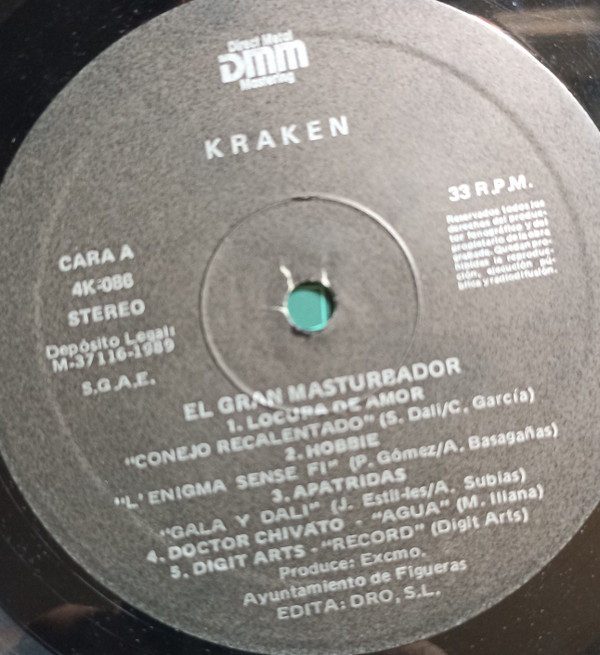 Direct Metal
DMM
Mastering
KRAKEN
33 R.P.M.
Reservados todos los
derechos del produc-
tor fonográfico y del
propietario de la obra
grabada. Quedan pro-
hibidas la reproduc-
ción, ejecución pú-
blica y radiodifusión.
CARA A
4K-086
STEREO
Depósito Legal:
M-37116-1989
S.G.A.E.
EL GRAN MASTURBADOR
1. LOCURA DE AMOR
"CONEJO RECALENTADO" (S. Dalí/C. García)
2. HOBBIE
"L' ENIGMA SENSE FI" (P. Gómez/A. Basagañas)
3. APATRIDAS
"GALA Y DALI" (J. Estil-les/A. Subias)
4. DOCTOR CHIVATO - "AGUA" (M. Illana)
5. DIGIT ARTS - "RECORD" (Digit Arts)
Produce: Excmo.
Ayuntamiento de Figueras
EDITA: DRO, S.L.